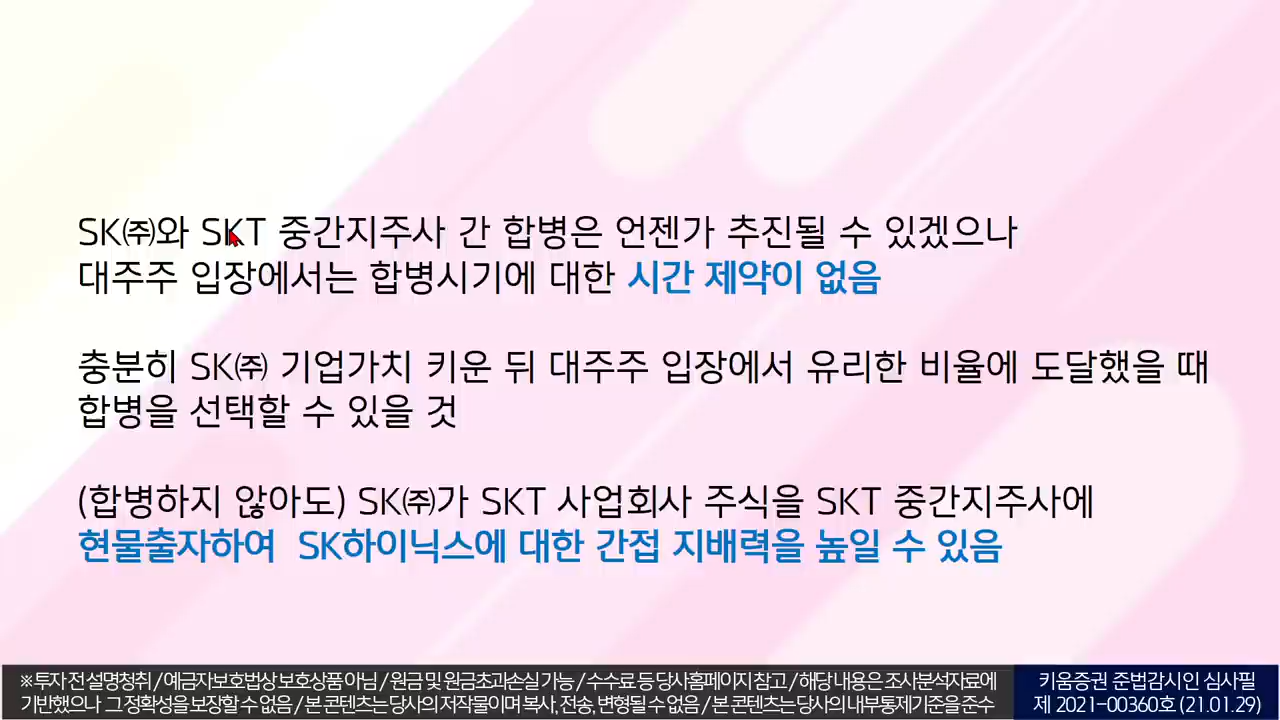 SK㈜와 SKT 중간지주사 간 합병은 언젠가 추진될 수 있겠으나
대주주 입장에서는 합병시기에 대한 시간 제약이 없음
충분히 SK㈜ 기업가치 키운 뒤 대주주 입장에서 유리한 비율에 도달했을 때
합병을 선택할 수 있을 것
(합병하지 않아도) SK㈜가 SKT 사업회사 주식을 SKT 중간지주사에
현물출자하여 SK하이닉스에 대한 간접 지배력을 높일 수 있음
※ 투자 전 설명청취 / 예금자보호법상 보호상품 아님 / 원금 및 원금초과손실 가능 / 수수료 등 당사홈페이지 참고 / 해당 내용은 조사분석자료에
기반했으나 그 정확성을 보장할 수 없음 / 본 콘텐츠는 당사의 저작물이며 복사, 전송, 변형될 수 없음 / 본 콘텐츠는 당사의 내부통제기준을 준수
키움증권 준법감시인 심사필
제 2021-00360호 (21.01.29)